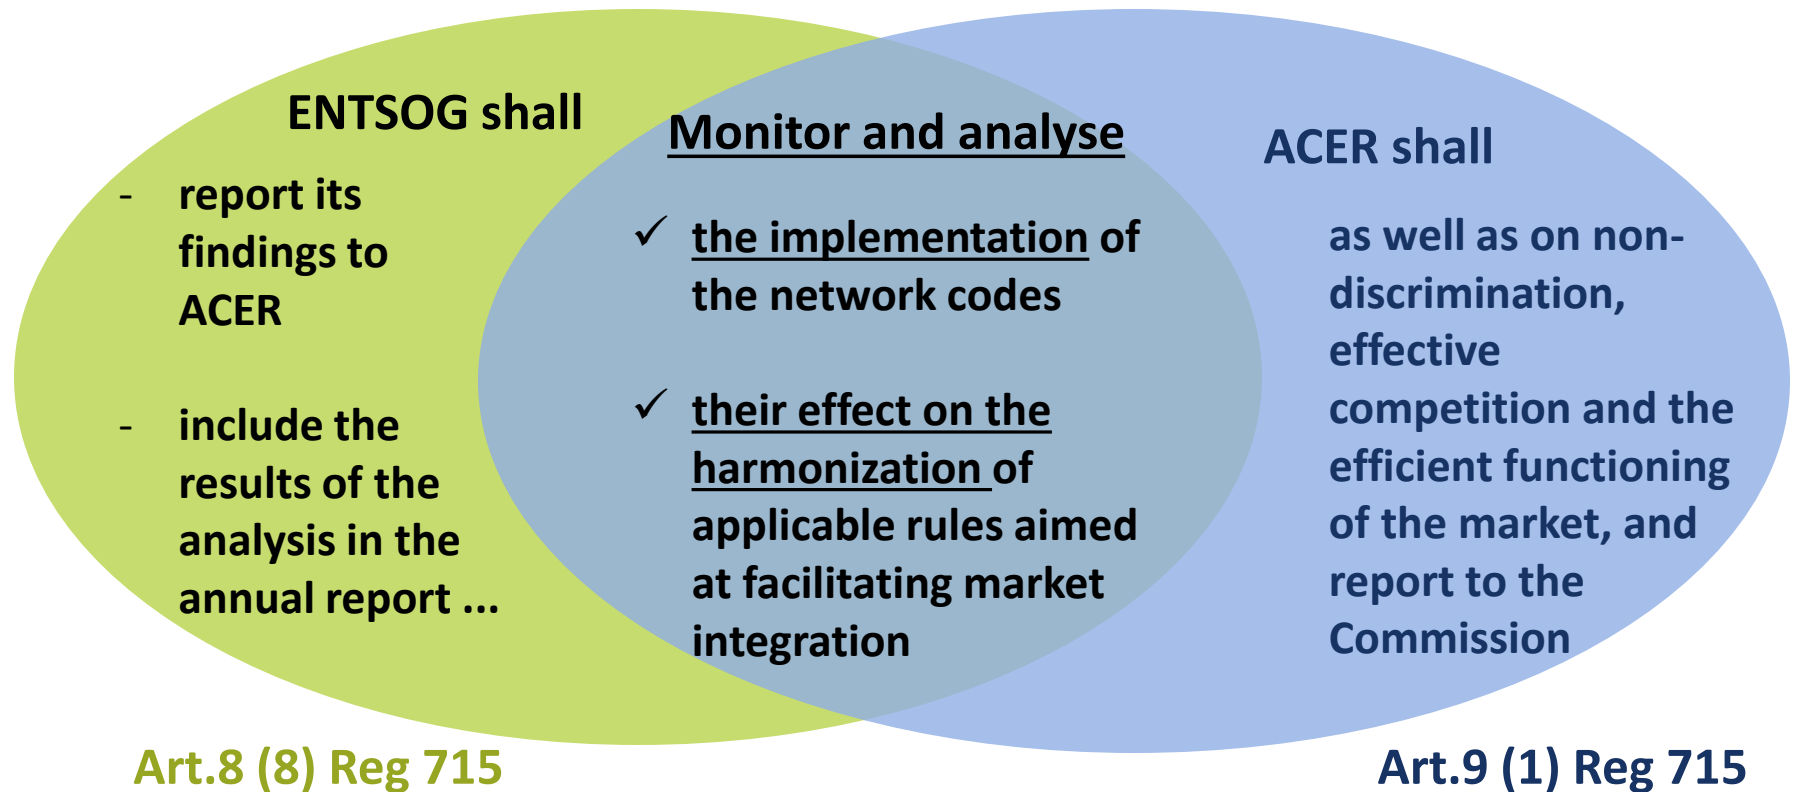 ENTSOG shall
- report its
findings to
ACER
- include the
results of the
analysis in the
annual report ...
Monitor and analyse
✓ the implementation of
the network codes
✓ their effect on the
harmonization of
applicable rules aimed
at facilitating market
integration
ACER shall
as well as on non-
discrimination,
effective
competition and the
efficient functioning
of the market, and
report to the
Commission
Art.8 (8) Reg 715
Art.9 (1) Reg 715